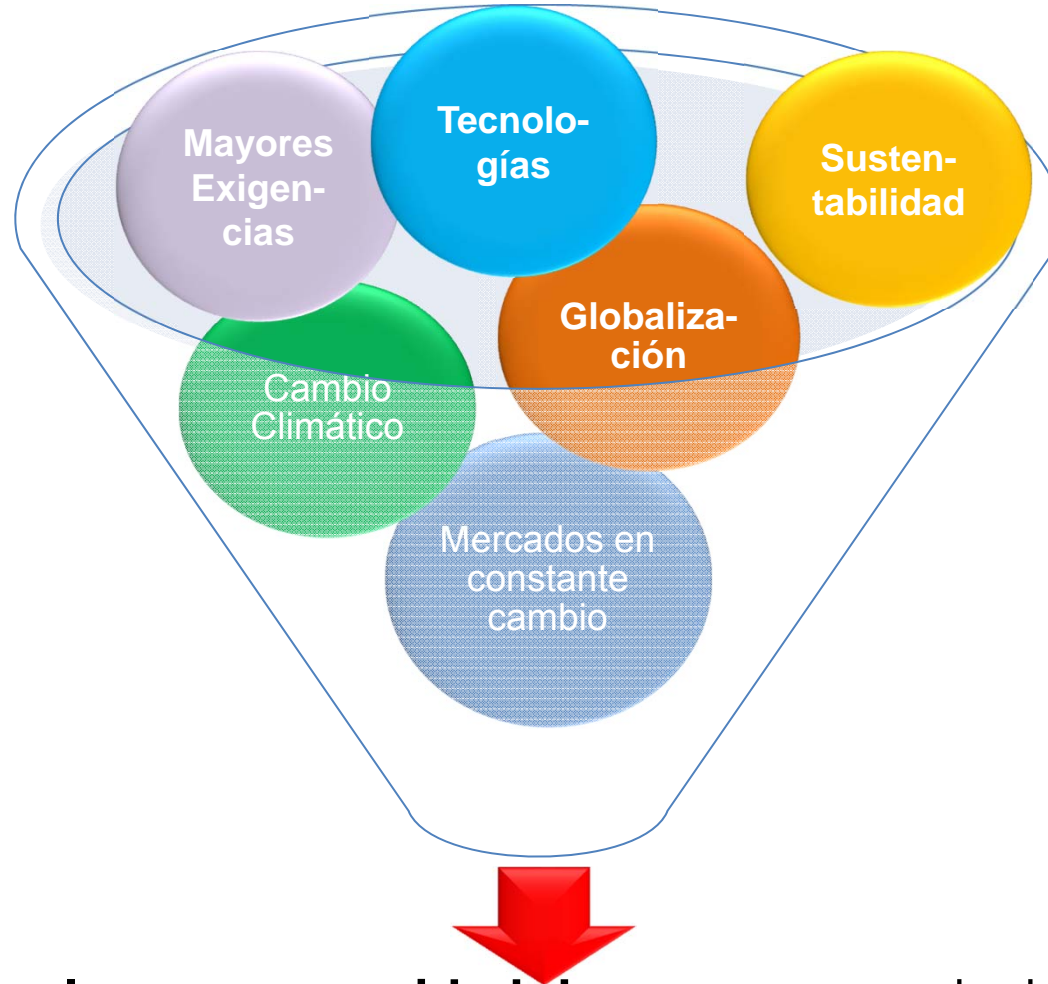 Mayores
Exigen-
cias
Tecnolo-
gías
Susten-
tabilidad
Globaliza-
ción
Cambio
Climático
Mercados en
constante
cambio